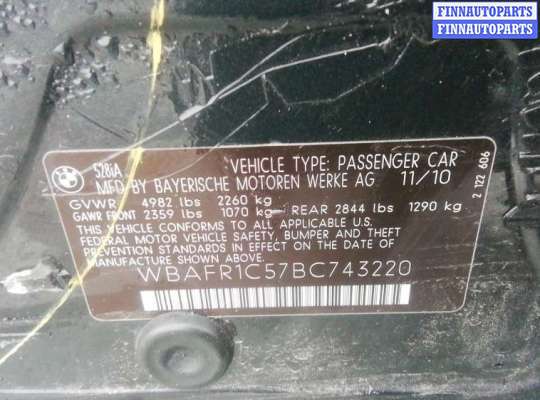 FINNAUTOPARTS
FINNAUTOPARTS
BMW
528iA
VEHICLE TYPE: PASSENGER CAR
MFD BY BAYERISCHE MOTOREN WERKE AG 11/10
GVWR 4982 lbs 2260 kg
GAWR FRONT 2359 lbs 1070 kg REAR 2844 lbs 1290 kg
THIS VEHICLE CONFORMS TO ALL APPLICABLE U.S.
FEDERAL MOTOR VEHICLE SAFETY, BUMPER AND THEFT
PREVENTION STANDARDS IN EFFECT ON THE DATE OF
MANUFACTURE SHOWN ABOVE.
WBAFR1C57BC743220
2 122 606